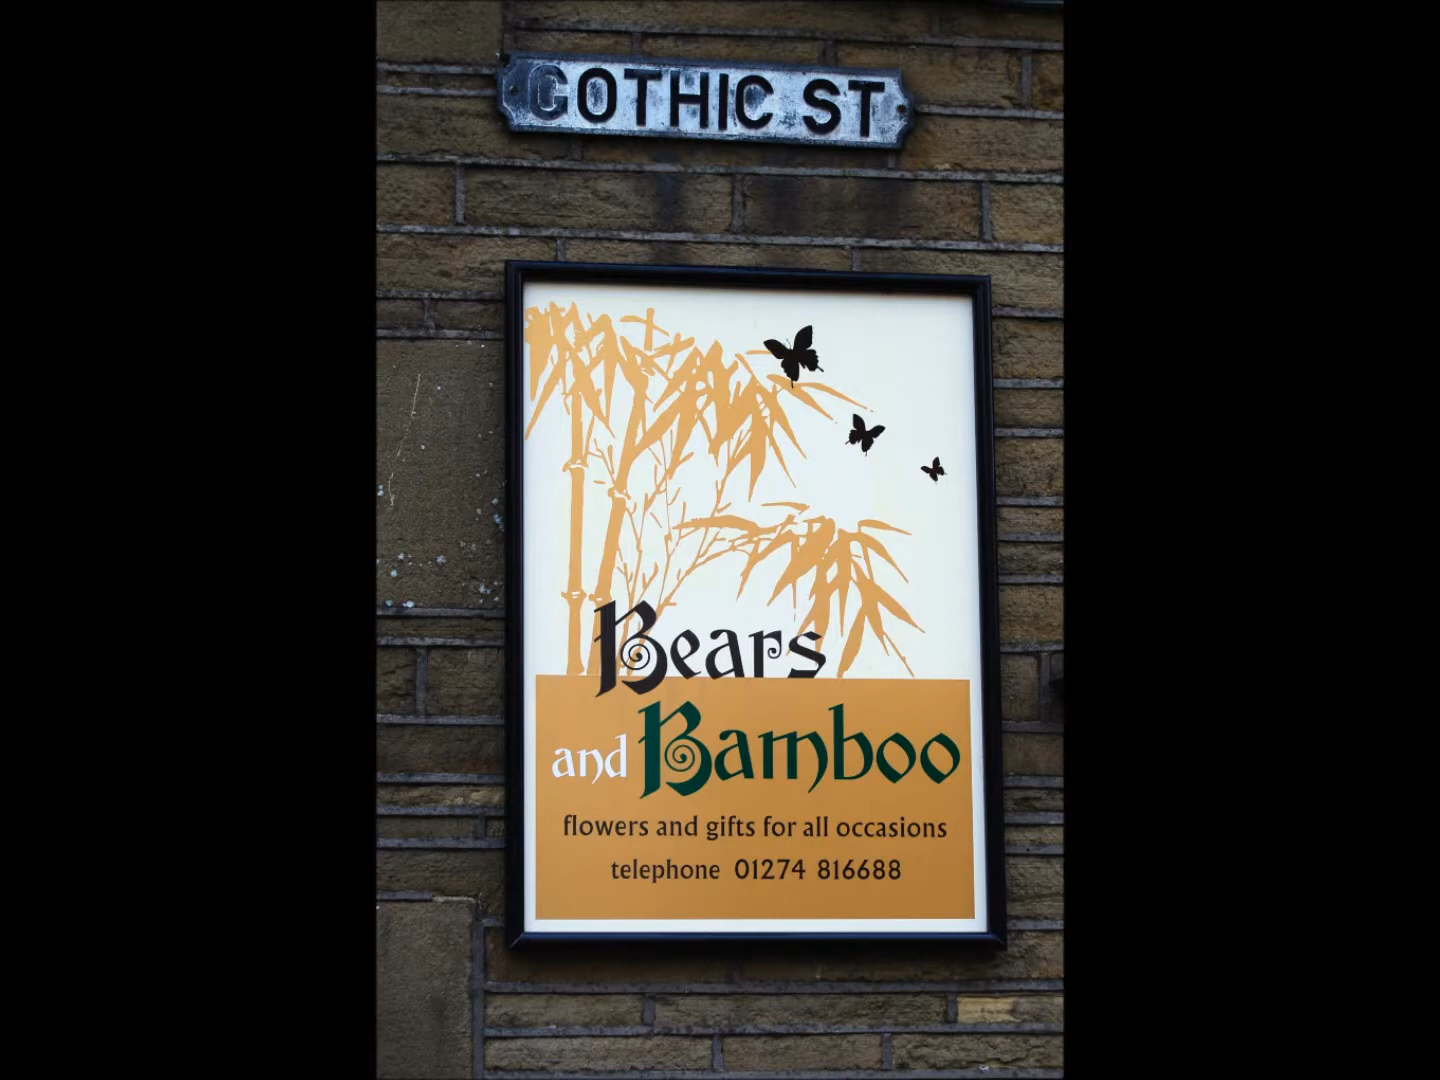 GOTHIC ST
Bears
and Bamboo
flowers and gifts for all occasions
telephone 01274 816688